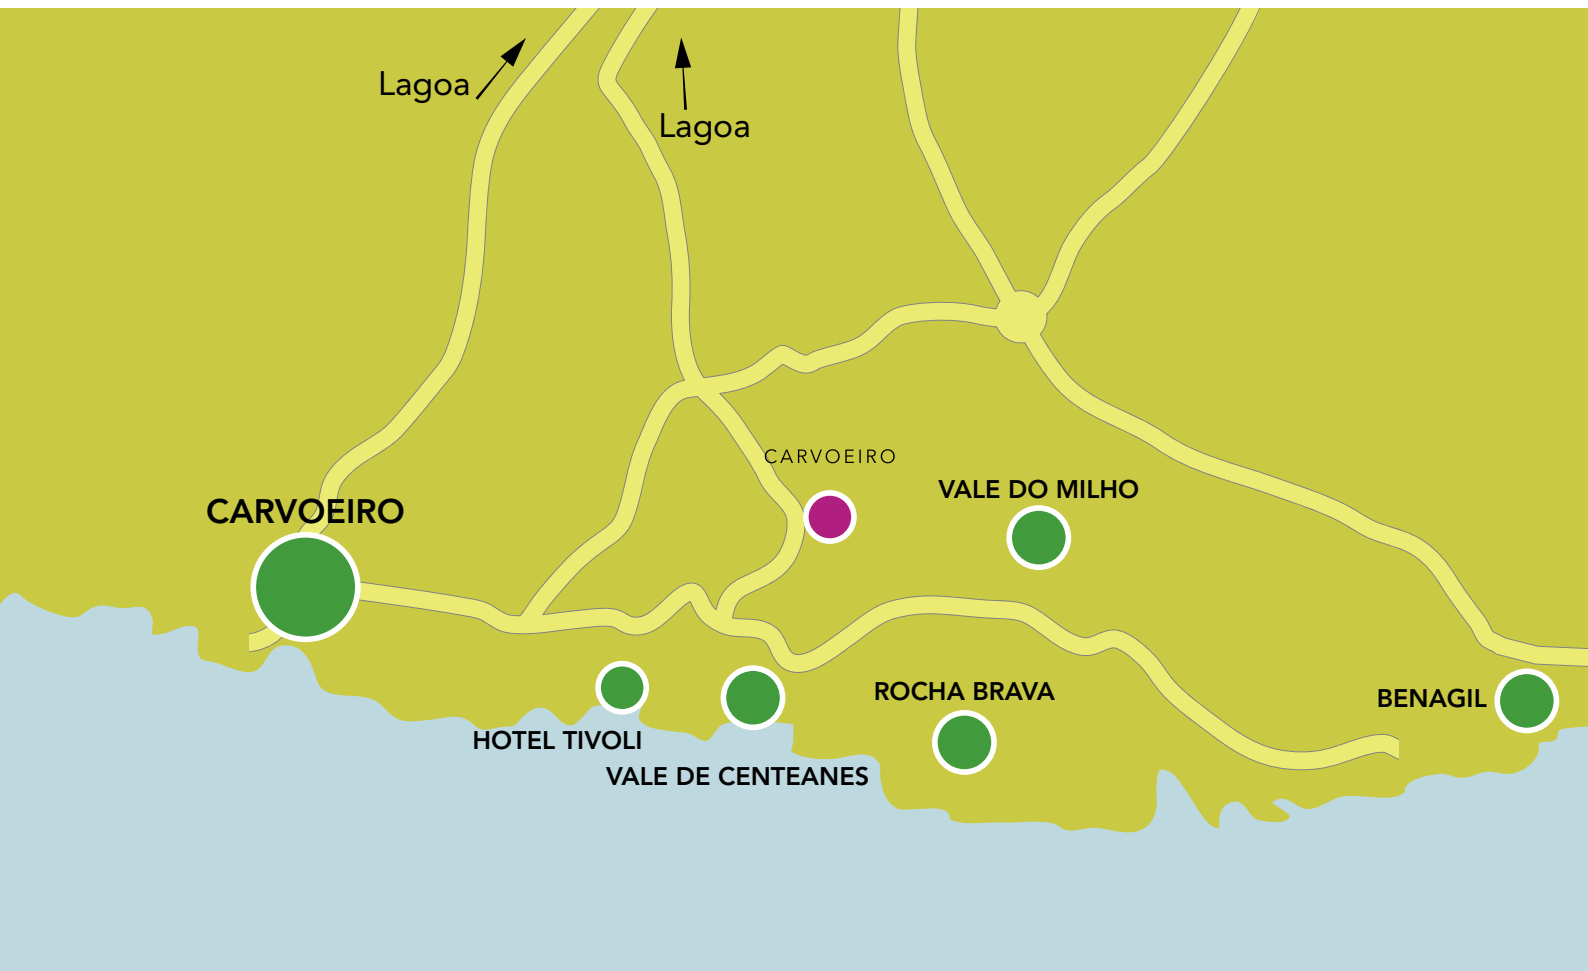 Lagoa
Lagoa
CARVOEIRO
VALE DO MILHO
CARVOEIRO
ROCHA BRAVA
BENAGIL
HOTEL TIVOLI
VALE DE CENTEANES